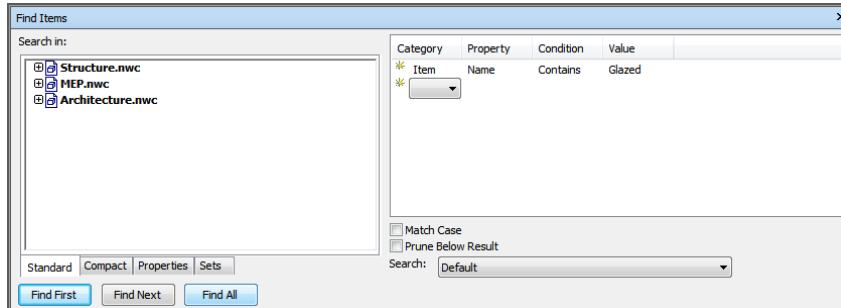 Find Items
Search in:
Structure.nwc
MEP.nwc
Architecture.nwc
Standard Compact Properties Sets
Find First Find Next Find All
Category Property Condition Value
Item Name Contains Glazed
Match Case
Prune Below Result
Search: Default